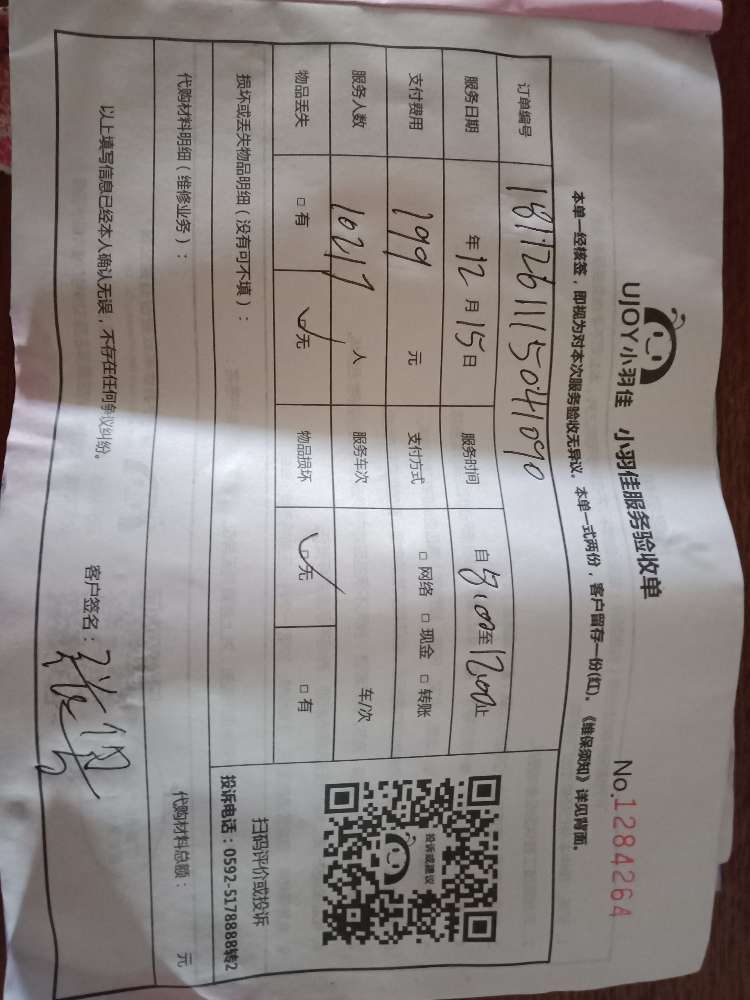 UJOY小羽佳 小羽佳服务验收单
No.1284264
本单一经核签，即视为对本次服务验收无异议。本单一式两份，客户留存一份(红)。《维保须知》详见背面。
订单编号
服务日期 年12月15日 服务时间 自8:00至12:00止
支付费用 199 元 支付方式 □网络 □现金 □转账
服务人数 10217 人 服务车次 车/次
物品丢失 □有 ☑无 物品损坏 ☑无 □有
投诉或建议
扫码评价或投诉
投诉电话：0592-5178888转2
损坏或丢失物品明细（没有可不填）：
代购材料明细（维修业务）： 代购材料总额： 元
以上填写信息已经本人确认无误，不存在任何争议纠纷。 客户签名：